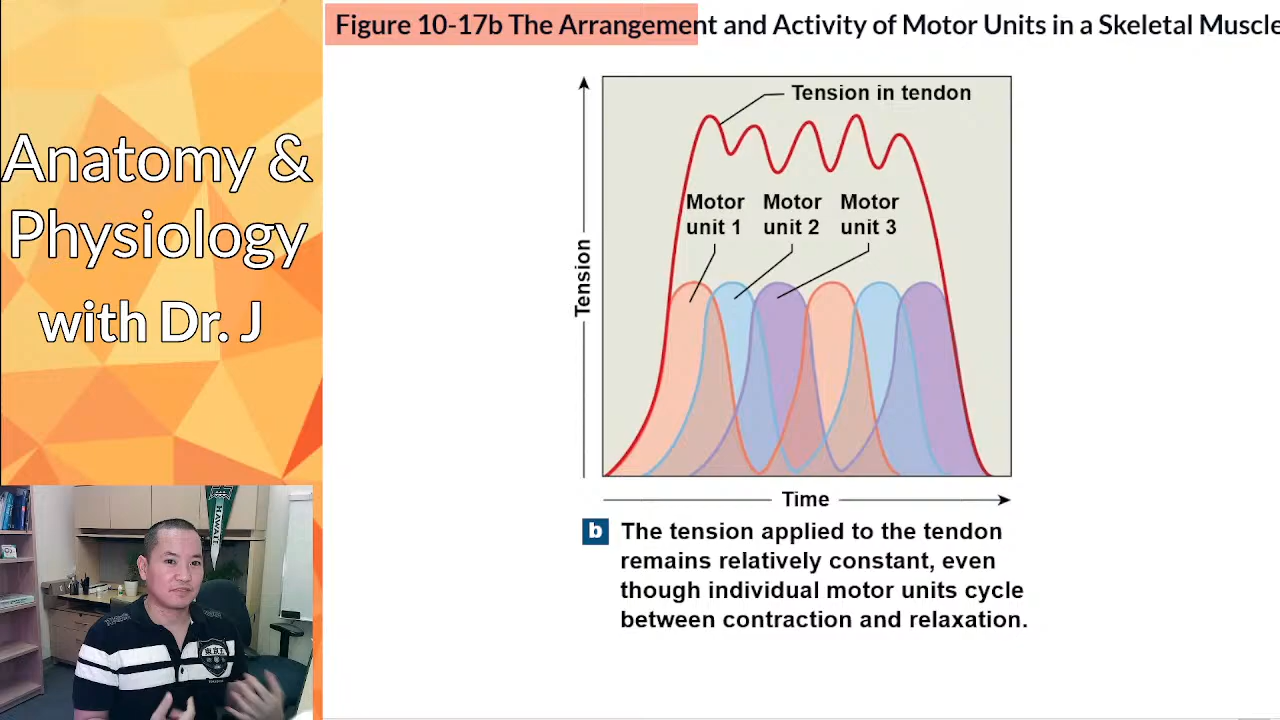 Anatomy &
Physiology
with Dr. J
HAWAII
Figure 10-17b The Arrangement and Activity of Motor Units in a Skeletal Muscle
Tension in tendon
Motor unit 1
Motor unit 2
Motor unit 3
Tension
Time
b The tension applied to the tendon
remains relatively constant, even
though individual motor units cycle
between contraction and relaxation.